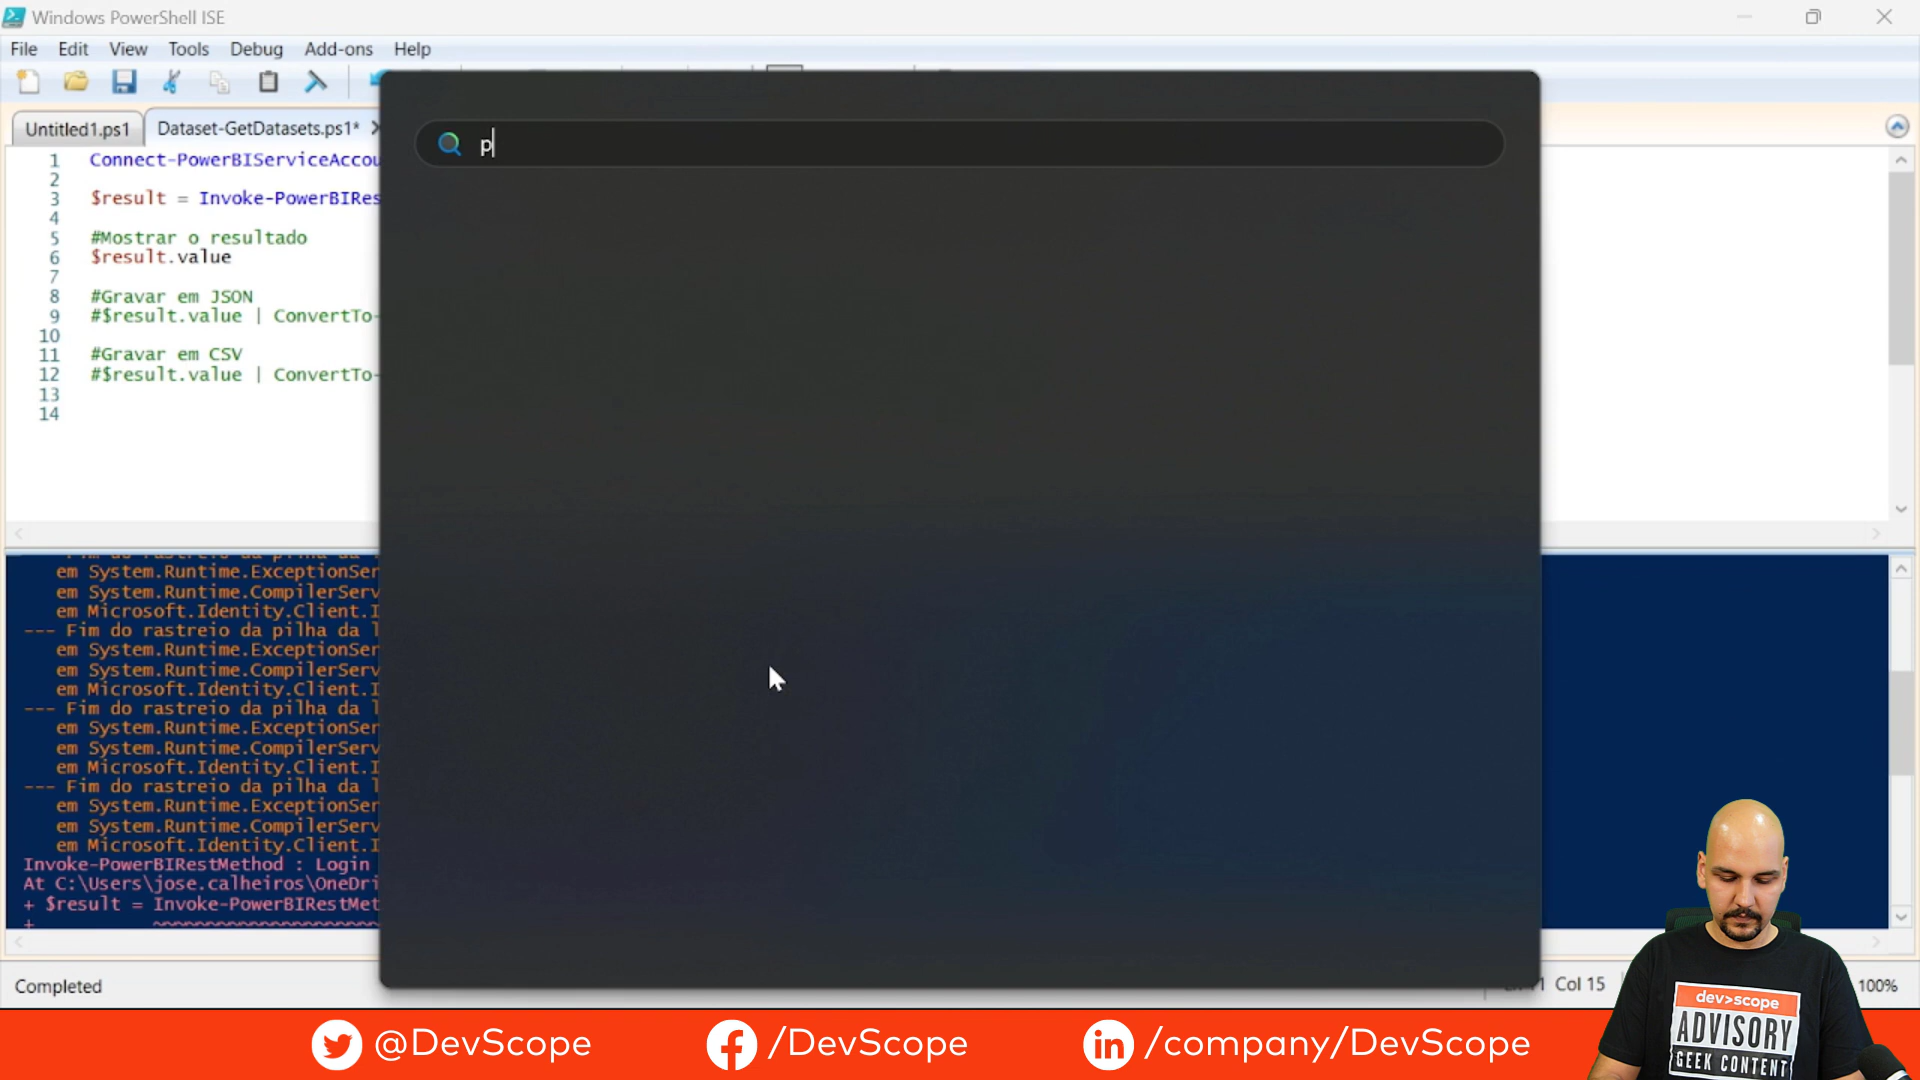 Windows PowerShell ISE
File Edit View Tools Debug Add-ons Help
Untitled1.ps1 Dataset-GetDatasets.ps1*
p
1 Connect-PowerBIServiceAccou
2
3 $result = Invoke-PowerBIRes
4
5 #Mostrar o resultado
6 $result.value
7
8 #Gravar em JSON
9 #$result.value | ConvertTo-
10
11 #Gravar em CSV
12 #$result.value | ConvertTo-
13
14
em System.Runtime.ExceptionSer
em System.Runtime.CompilerServ
em Microsoft.Identity.Client.I
--- Fim do rastreio da pilha da l
em System.Runtime.ExceptionSer
em System.Runtime.CompilerServ
em Microsoft.Identity.Client.I
--- Fim do rastreio da pilha da l
em System.Runtime.ExceptionSer
em System.Runtime.CompilerServ
em Microsoft.Identity.Client.I
--- Fim do rastreio da pilha da l
em System.Runtime.ExceptionSer
em System.Runtime.CompilerServ
em Microsoft.Identity.Client.I
Invoke-PowerBIRestMethod : Login
At C:\Users\jose.calheiros\OneDri
+ $result = Invoke-PowerBIRestMet
+ ~~~~~~~~~~~~~~~~~~~~~
Completed
Col 15
100%
dev>scope
ADVISORY
GEEK CONTENT
@DevScope /DevScope in /company/DevScope